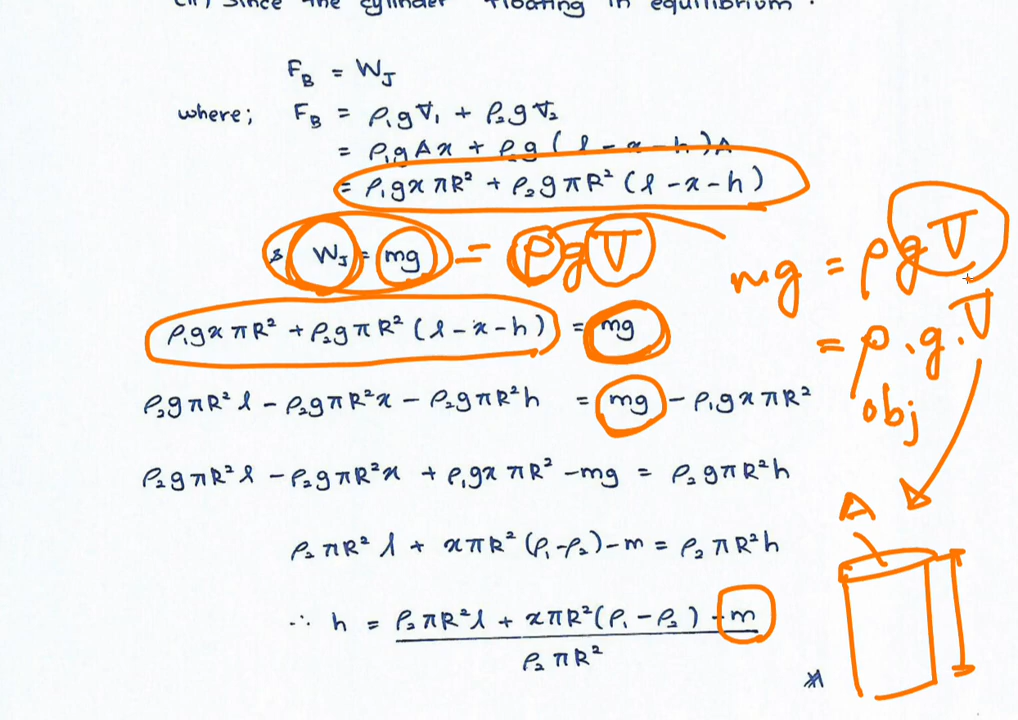 (ii) Since the cylinder floating in equilibrium :
F_B = W_J
where; F_B = ρ₁gV₁ + ρ₂gV₂
= ρ₁gAx + ρ₂g(l-x-h)A
= ρ₁gxπR² + ρ₂gπR²(l-x-h)
& W_J = mg = ρgV
mg = ρgV
= ρ.g.V
obj
ρ₁gxπR² + ρ₂gπR²(l-x-h) = mg
ρ₂gπR²l - ρ₂gπR²x - ρ₂gπR²h = mg - ρ₁gxπR²
ρ₂gπR²l - ρ₂gπR²x + ρ₁gxπR² - mg = ρ₂gπR²h
A
ρ₂πR²l + xπR²(ρ₁-ρ₂) - m = ρ₂πR²h
∴ h = ρ₂πR²l + xπR²(ρ₁-ρ₂) - m
ρ₂πR²